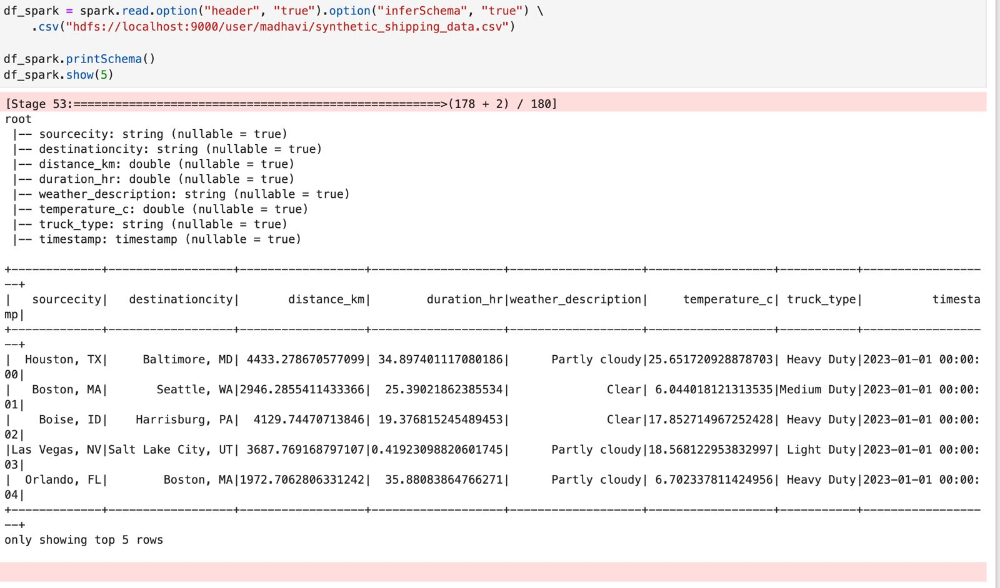 df_spark = spark.read.option("header", "true").option("inferSchema", "true") \
    .csv("hdfs://localhost:9000/user/madhavi/synthetic_shipping_data.csv")

df_spark.printSchema()
df_spark.show(5)
[Stage 53:=====================================================>(178 + 2) / 180]
root
 |-- sourcecity: string (nullable = true)
 |-- destinationcity: string (nullable = true)
 |-- distance_km: double (nullable = true)
 |-- duration_hr: double (nullable = true)
 |-- weather_description: string (nullable = true)
 |-- temperature_c: double (nullable = true)
 |-- truck_type: string (nullable = true)
 |-- timestamp: timestamp (nullable = true)

+-------------+------------------+------------------+-------------------+-------------------+------------------+-----------+-----------------
--+
|   sourcecity|   destinationcity|       distance_km|        duration_hr|weather_description|     temperature_c| truck_type|          timesta
mp|
+-------------+------------------+------------------+-------------------+-------------------+------------------+-----------+-----------------
--+
|  Houston, TX|     Baltimore, MD| 4433.278670577099| 34.897401117080186|      Partly cloudy|25.651720928878703| Heavy Duty|2023-01-01 00:00:
00|
|   Boston, MA|       Seattle, WA|2946.2855411433366|  25.39021862385534|              Clear| 6.044018121313535|Medium Duty|2023-01-01 00:00:
01|
|    Boise, ID|    Harrisburg, PA|  4129.74470713846| 19.376815245489453|              Clear|17.852714967252428| Heavy Duty|2023-01-01 00:00:
02|
|Las Vegas, NV|Salt Lake City, UT| 3687.769168797107|0.41923098820601745|      Partly cloudy|18.568122953832997| Light Duty|2023-01-01 00:00:
03|
|  Orlando, FL|        Boston, MA|1972.7062806331242|  35.88083864766271|      Partly cloudy| 6.702337811424956| Heavy Duty|2023-01-01 00:00:
04|
+-------------+------------------+------------------+-------------------+-------------------+------------------+-----------+-----------------
--+
only showing top 5 rows